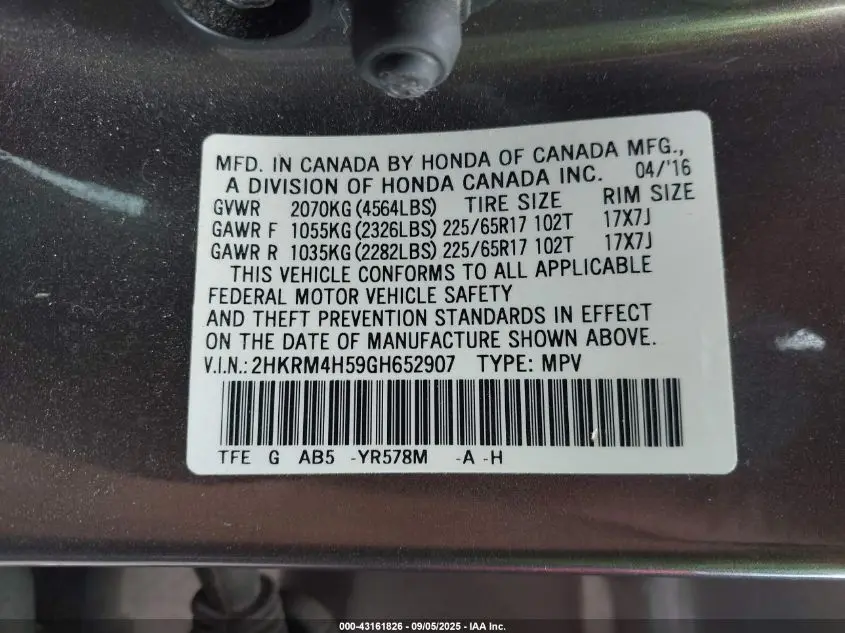 MFD. IN CANADA BY HONDA OF CANADA MFG.,
A DIVISION OF HONDA CANADA INC. 04/'16
GVWR 2070KG (4564LBS) TIRE SIZE RIM SIZE
GAWR F 1055KG (2326LBS) 225/65R17 102T 17X7J
GAWR R 1035KG (2282LBS) 225/65R17 102T 17X7J
THIS VEHICLE CONFORMS TO ALL APPLICABLE
FEDERAL MOTOR VEHICLE SAFETY
AND THEFT PREVENTION STANDARDS IN EFFECT
ON THE DATE OF MANUFACTURE SHOWN ABOVE.
V.I.N.: 2HKRM4H59GH652907 TYPE: MPV
TFE G AB5 -YR578M -A -H
000-43161826 - 09/05/2025 - IAA Inc.